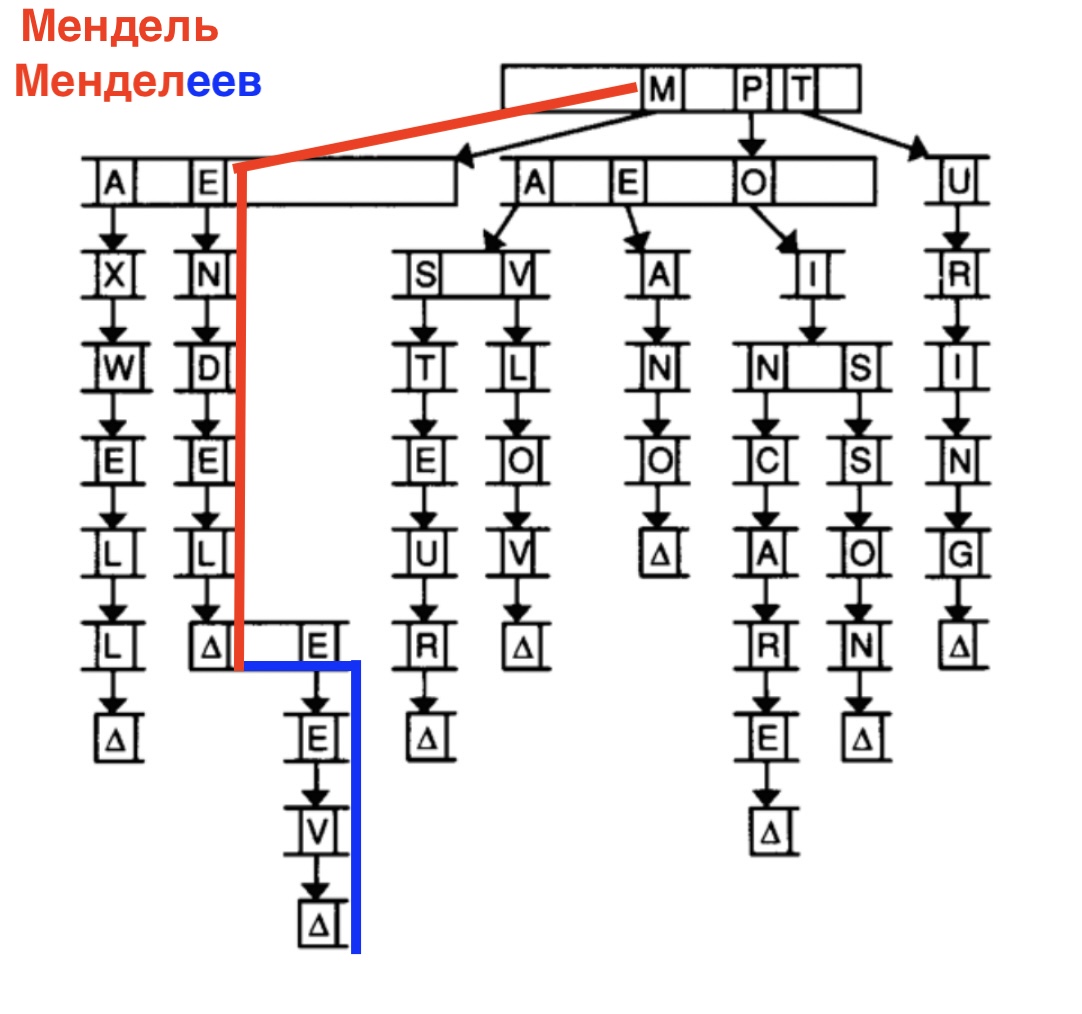 Мендель
Менделеев
M P T
A E A E O U
X N S V A I R
W D T L N N S I
E E E O O C S N
L L U V Δ A O G
L Δ E R Δ R N Δ
Δ E Δ E Δ
V Δ
Δ